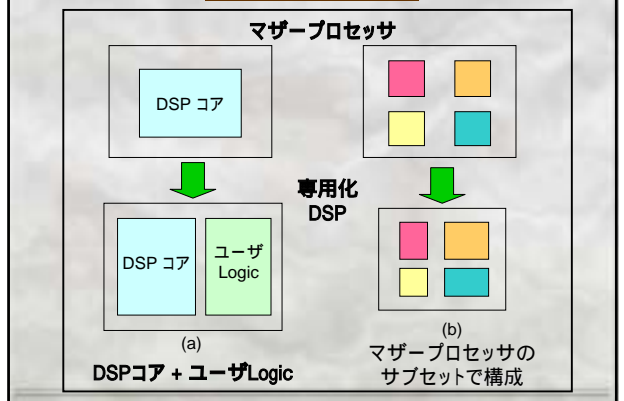 マザープロセッサ
DSP コア
専用化
DSP
DSP コア
ユーザ
Logic
(a)
DSPコア + ユーザLogic
(b)
マザープロセッサの
サブセットで構成